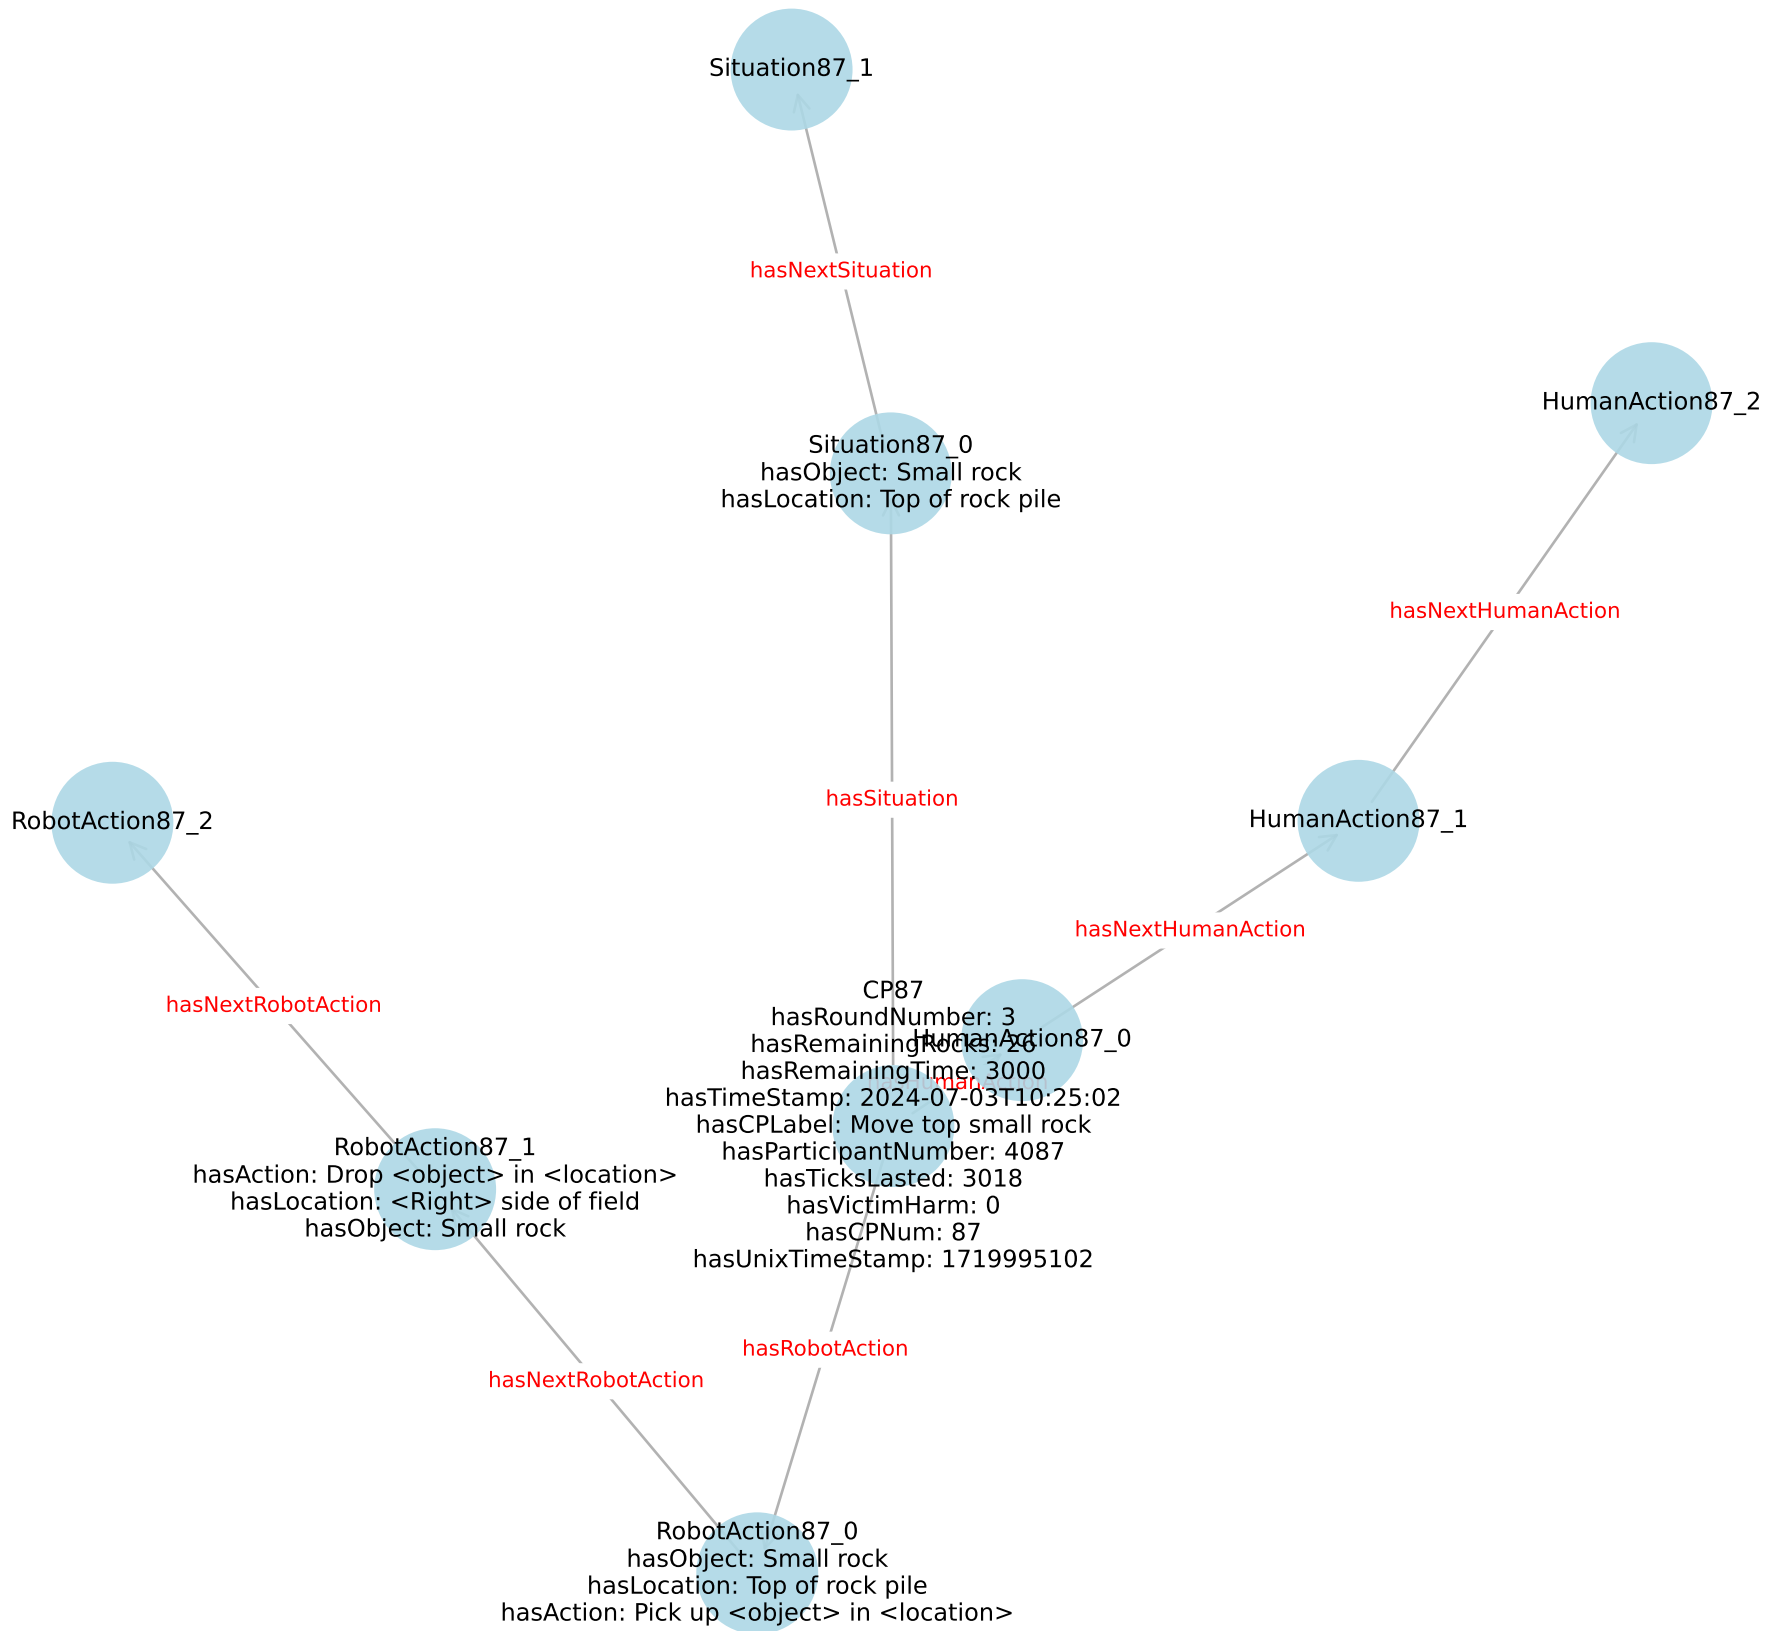 Situation87_1
hasNextSituation
HumanAction87_2
Situation87_0
hasObject: Small rock
hasLocation: Top of rock pile
hasNextHumanAction
hasSituation
RobotAction87_2
HumanAction87_1
hasNextHumanAction
hasNextRobotAction
CP87
hasRoundNumber: 3
hasRemainingRocks: 26
hasRemainingTime: 3000
hasTimeStamp: 2024-07-03T10:25:02
hasCPLabel: Move top small rock
hasParticipantNumber: 4087
hasTicksLasted: 3018
hasVictimHarm: 0
hasCPNum: 87
hasUnixTimeStamp: 1719995102
HumanAction87_0
hasHumanAction
RobotAction87_1
hasAction: Drop <object> in <location>
hasLocation: <Right> side of field
hasObject: Small rock
hasRobotAction
hasNextRobotAction
RobotAction87_0
hasObject: Small rock
hasLocation: Top of rock pile
hasAction: Pick up <object> in <location>